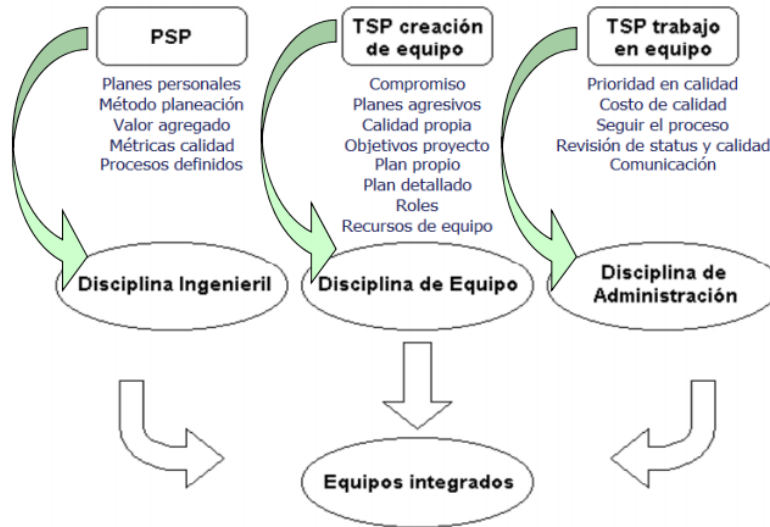 PSP
Planes personales
Método planeación
Valor agregado
Métricas calidad
Procesos definidos
Disciplina Ingenieril
TSP creación
de equipo
Compromiso
Planes agresivos
Calidad propia
Objetivos proyecto
Plan propio
Plan detallado
Roles
Recursos de equipo
Disciplina de Equipo
TSP trabajo
en equipo
Prioridad en calidad
Costo de calidad
Seguir el proceso
Revisión de status y calidad
Comunicación
Disciplina de
Administración
Equipos integrados